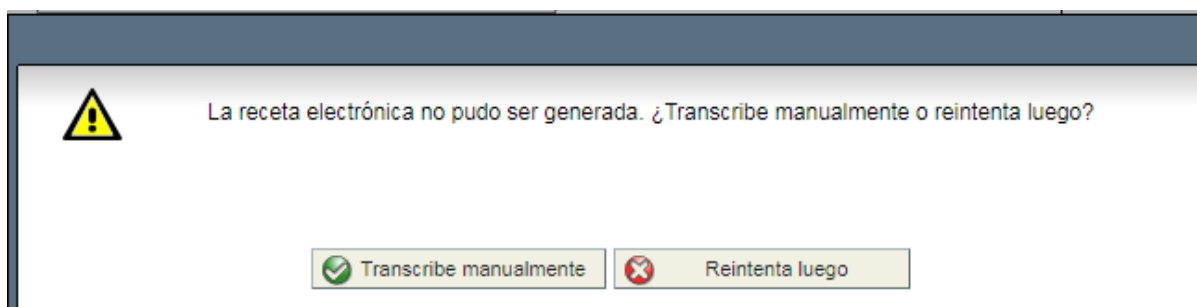 La receta electrónica no pudo ser generada. ¿Transcribe manualmente o reintenta luego?
Transcribe manualmente
Reintenta luego